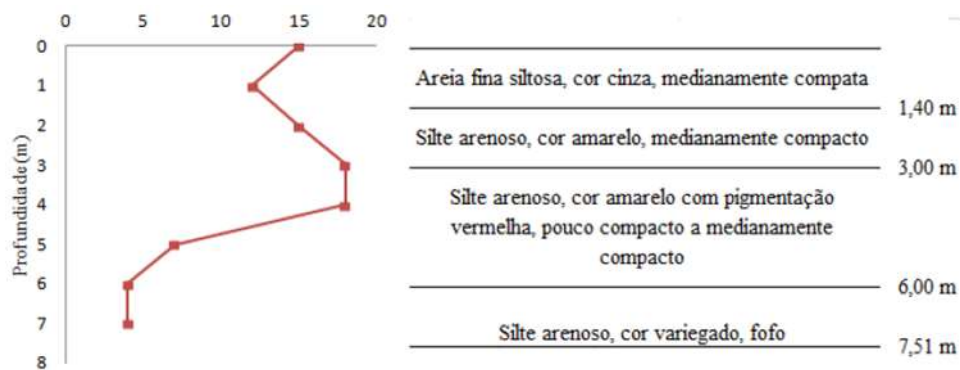 0 5 10 15 20
0
1
2
3
4
5
6
7
8
Profundidade (m)
Areia fina siltosa, cor cinza, medianamente compata
1,40 m
Silte arenoso, cor amarelo, medianamente compacto
3,00 m
Silte arenoso, cor amarelo com pigmentação
vermelha, pouco compacto a medianamente
compacto
6,00 m
Silte arenoso, cor variegado, fofo
7,51 m